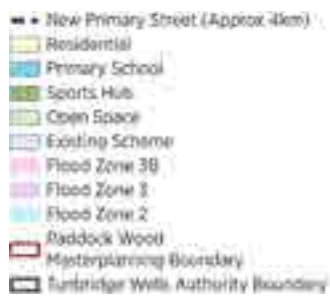 New Primary Street (Approx 4km)
Residential
Primary School
Sports Hub
Open Space
Existing Scheme
Flood Zone 3B
Flood Zone 3
Flood Zone 2
Paddock Wood
Masterplanning Boundary
Tunbridge Wells Authority Boundary